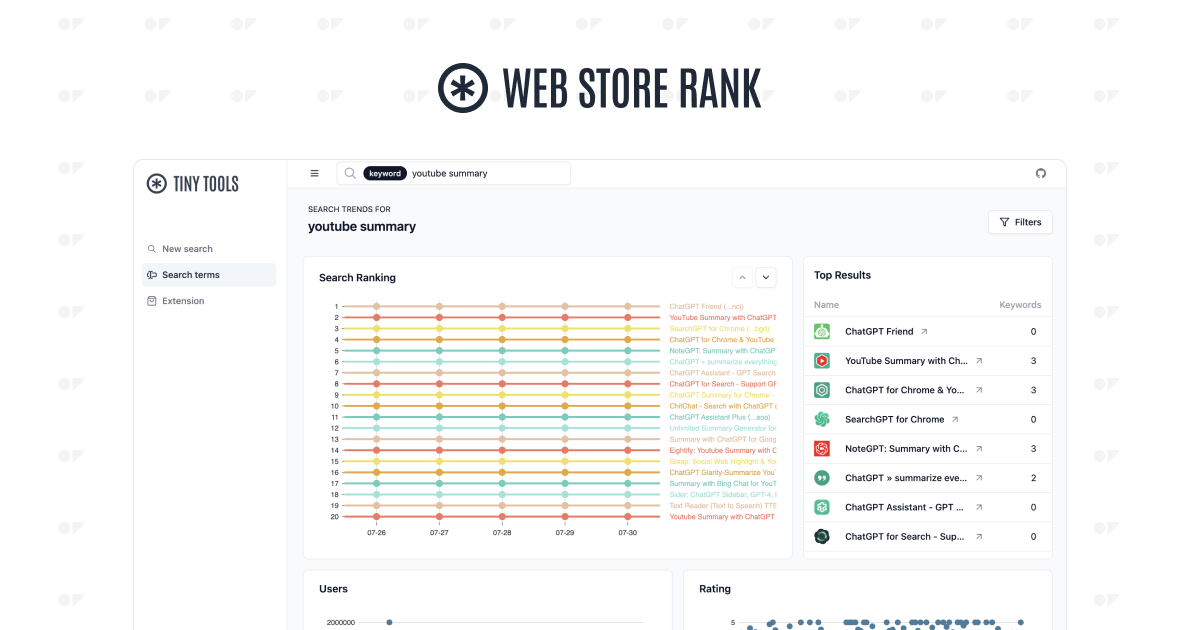 WEB STORE RANK
TINY TOOLS
keyword youtube summary
New search
Search terms
Extension
SEARCH TRENDS FOR
youtube summary
Filters
Search Ranking
1 ChatGPT Friend (...ncj)
2 YouTube Summary with ChatGPT
3 SearchGPT for Chrome (...bgd)
4 ChatGPT for Chrome & YouTube
5 NoteGPT: Summary with ChatGP
6 ChatGPT » summarize everything
7 ChatGPT Assistant - GPT Search
8 ChatGPT for Search - Support GF
9 ChatGPT Summary for Chrome -
10 ChitChat - Search with ChatGPT
11 ChatGPT Assistant Plus (...aoa)
12 Unlimited Summary Generator for
13 Summary with ChatGPT for Goog
14 Eightify: Youtube Summary with C
15 Glasp: Social Web Highlight & You
16 ChatGPT Glarity-Summarize You
17 Summary with Bing Chat for YouT
18 Sider: ChatGPT Sidebar, GPT-4,
19 Text Reader (Text to Speech) TTS
20 Youtube Summary with ChatGPT
07-26 07-27 07-28 07-29 07-30
Top Results
Name Keywords
ChatGPT Friend 0
YouTube Summary with Ch... 3
ChatGPT for Chrome & Yo... 3
SearchGPT for Chrome 0
NoteGPT: Summary with C... 3
ChatGPT » summarize eve... 2
ChatGPT Assistant - GPT ... 0
ChatGPT for Search - Sup... 0
Users
2000000
Rating
5